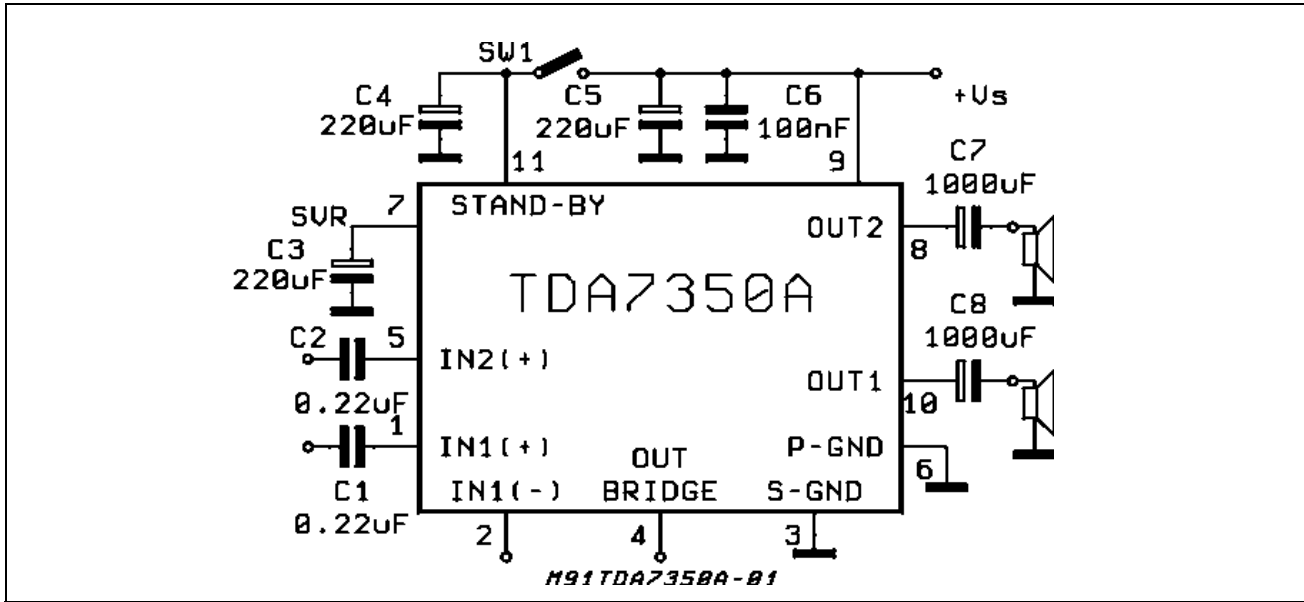 SW1
C4
220uF
C5
220uF
C6
100nF
+Vs
11
9
C7
1000uF
7
STAND-BY
SVR
OUT2
8
C3
220uF
TDA7350A
C8
1000uF
C2
5
IN2(+)
0.22uF
OUT1
10
1
IN1(+)
P-GND
6
C1
0.22uF
IN1(-)
OUT
BRIDGE
S-GND
2
4
3
M91TDA7350A-01